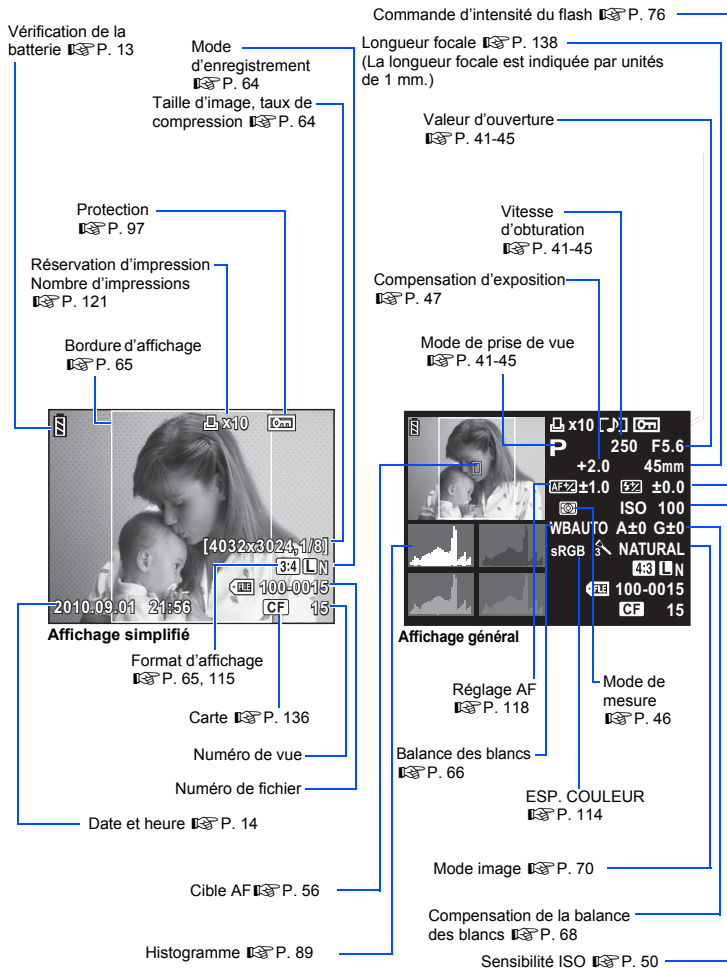 Commande d'intensité du flash ☞P. 76
Vérification de la
batterie ☞P. 13
Mode
d'enregistrement
☞P. 64
Longueur focale ☞P. 138
(La longueur focale est indiquée par unités
de 1 mm.)
Taille d'image, taux de
compression ☞P. 64
Valeur d'ouverture
☞P. 41-45
Protection
☞P. 97
Vitesse
d'obturation
☞P. 41-45
Réservation d'impression
Nombre d'impressions
☞P. 121
Compensation d'exposition
☞P. 47
Bordure d'affichage
☞P. 65
Mode de prise de vue
☞P. 41-45
x10
[4032x3024,1/8]
3:4 L N
FILE 100-0015
2010.09.01 21:56 CF 15
Affichage simplifié
x10
P 250 F5.6
+2.0 45mm
AF+/- ±1.0 ±0.0
ISO 100
WBAUTO A±0 G±0
sRGB 3 NATURAL
4:3 L N
FILE 100-0015
CF 15
Affichage général
Format d'affichage
☞P. 65, 115
Carte ☞P. 136
Numéro de vue
Numéro de fichier
Date et heure ☞P. 14
Réglage AF
☞P. 118
Mode de
mesure
☞P. 46
Balance des blancs
☞P. 66
ESP. COULEUR
☞P. 114
Mode image ☞P. 70
Cible AF☞P. 56
Compensation de la balance
des blancs ☞P. 68
Histogramme ☞P. 89
Sensibilité ISO ☞P. 50